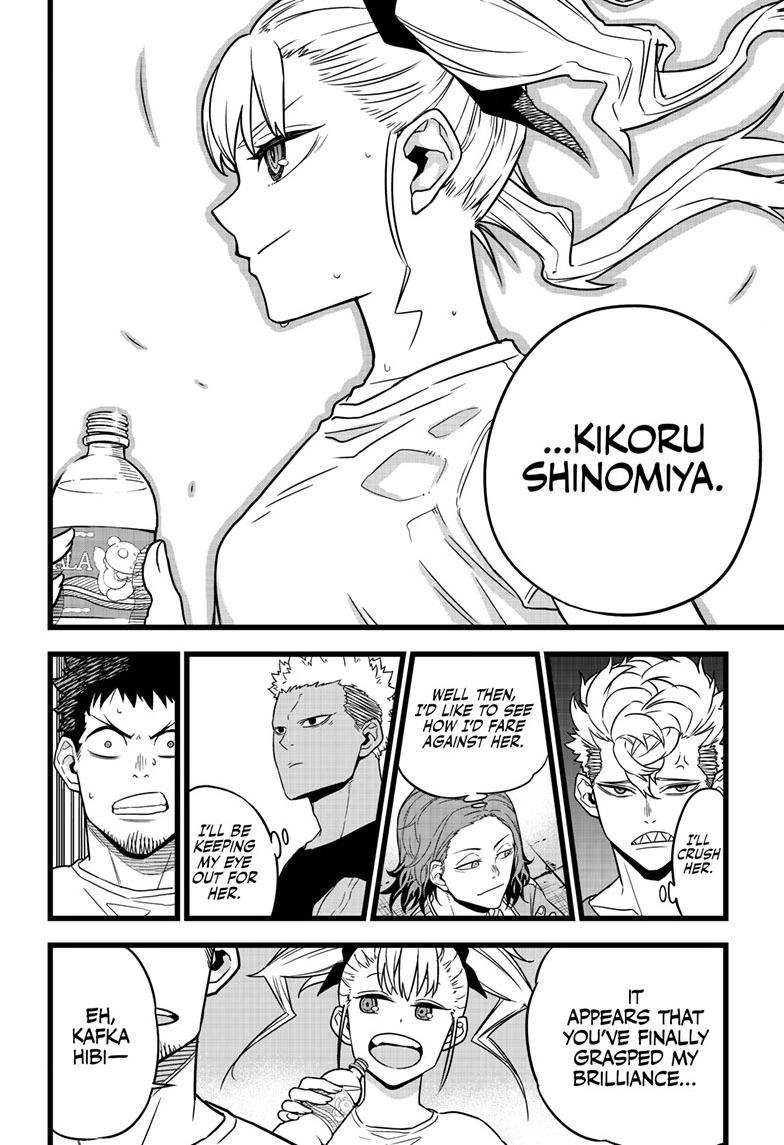 ...KIKORU
SHINOMIYA.
I'LL
CRUSH
HER.
WELL THEN,
I'D LIKE TO SEE
HOW I'D FARE
AGAINST HER.
I'LL BE
KEEPING
MY EYE
OUT FOR
HER.
IT
APPEARS THAT
YOU'VE FINALLY
GRASPED MY
BRILLIANCE...
EH,
KAFKA
HIBI—